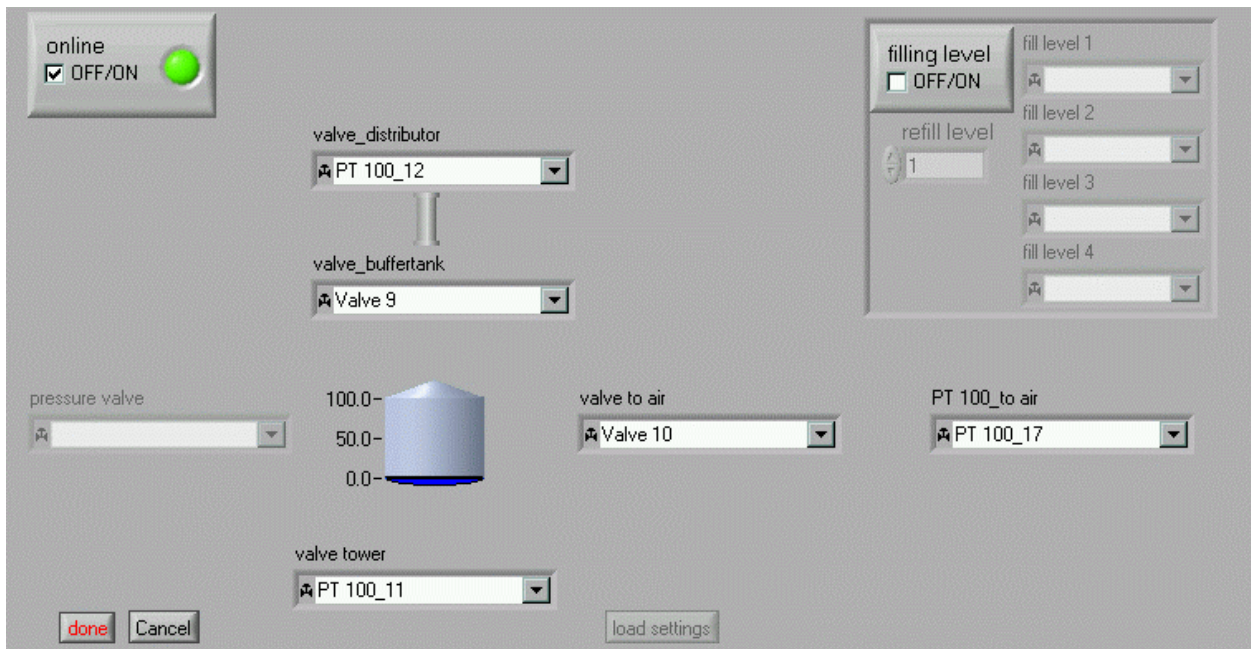 online
OFF/ON
filling level
OFF/ON
refill level
1
fill level 1
fill level 2
fill level 3
fill level 4
valve_distributor
PT 100_12
valve_buffertank
Valve 9
pressure valve
100.0
50.0
0.0
valve to air
Valve 10
PT 100_to air
PT 100_17
valve tower
PT 100_11
done
Cancel
load settings